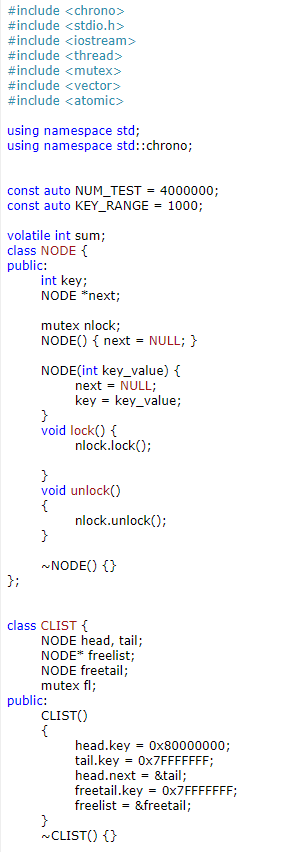 #include <chrono>
#include <stdio.h>
#include <iostream>
#include <thread>
#include <mutex>
#include <vector>
#include <atomic>
using namespace std;
using namespace std::chrono;
const auto NUM_TEST = 4000000;
const auto KEY_RANGE = 1000;
volatile int sum;
class NODE {
public:
int key;
NODE *next;
mutex nlock;
NODE() { next = NULL; }
NODE(int key_value) {
next = NULL;
key = key_value;
}
void lock() {
nlock.lock();
}
void unlock()
{
nlock.unlock();
}
~NODE() {}
};
class CLIST {
NODE head, tail;
NODE* freelist;
NODE freetail;
mutex fl;
public:
CLIST()
{
head.key = 0x80000000;
tail.key = 0x7FFFFFFF;
head.next = &tail;
freetail.key = 0x7FFFFFFF;
freelist = &freetail;
}
~CLIST() {}